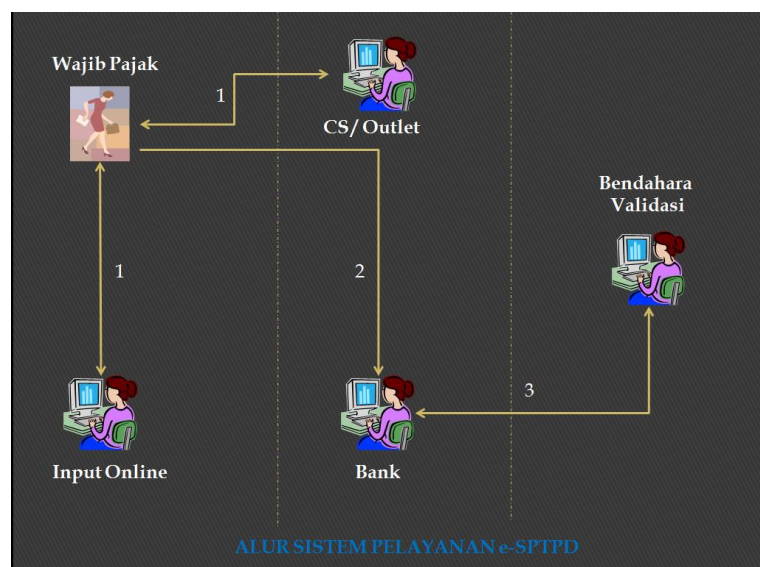 Wajib Pajak
1
CS/ Outlet
Bendahara
Validasi
1
2
3
Input Online
Bank
ALUR SISTEM PELAYANAN e-SPTPD